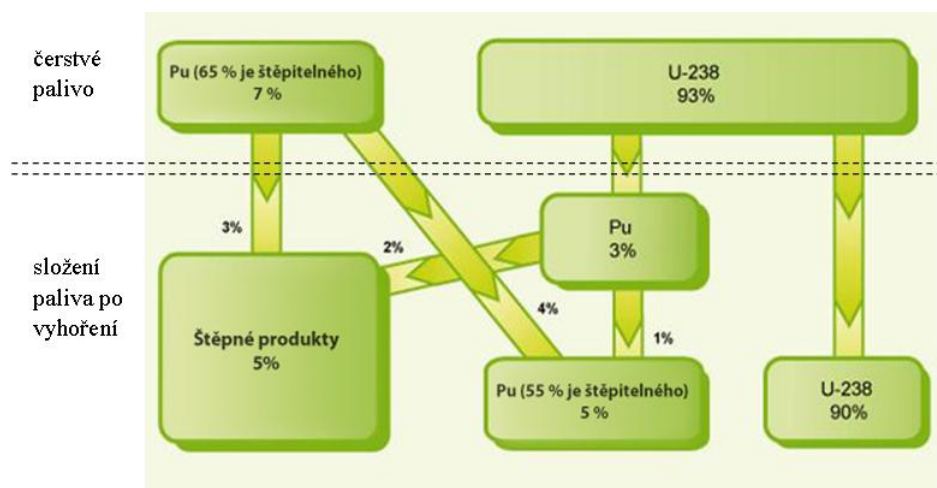 čerstvé
palivo
Pu (65 % je štěpitelného)
7 %
U-238
93%
3%
2%
Pu
3%
složení
paliva po
vyhoření
Štěpné produkty
5%
4%
1%
Pu (55 % je štěpitelného)
5 %
U-238
90%